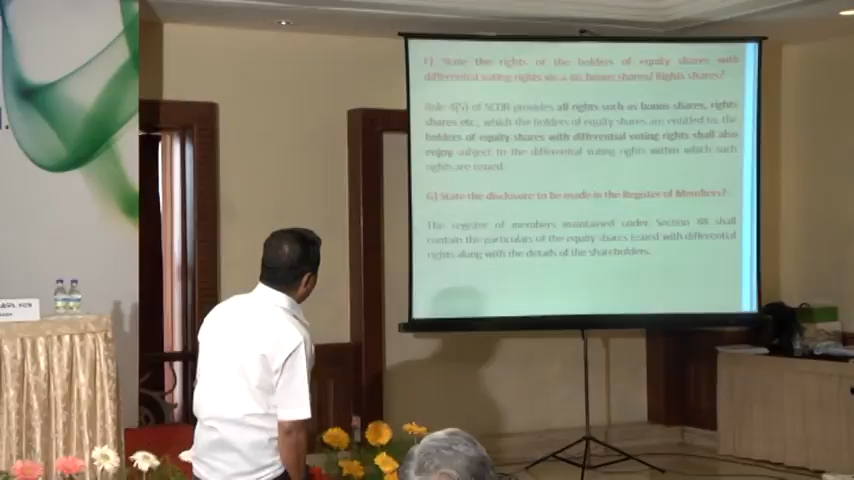 State the rights of the holders of equity shares with
differential voting rights vis a vis bonus shares/ Rights shares?
of SCDR provides all rights such as bonus shares, rights
shares etc., which the holders of equity shares are entitled to, the
holders of equity shares with differential voting rights shall also
enjoy subject to the differential voting rights within which such
rights are issued.
G) State the disclosure to be made in the Register of Members?
The register of members maintained under Section 88 shall
contain the particulars of the equity shares issued with differential
rights along with the details of the shareholders.